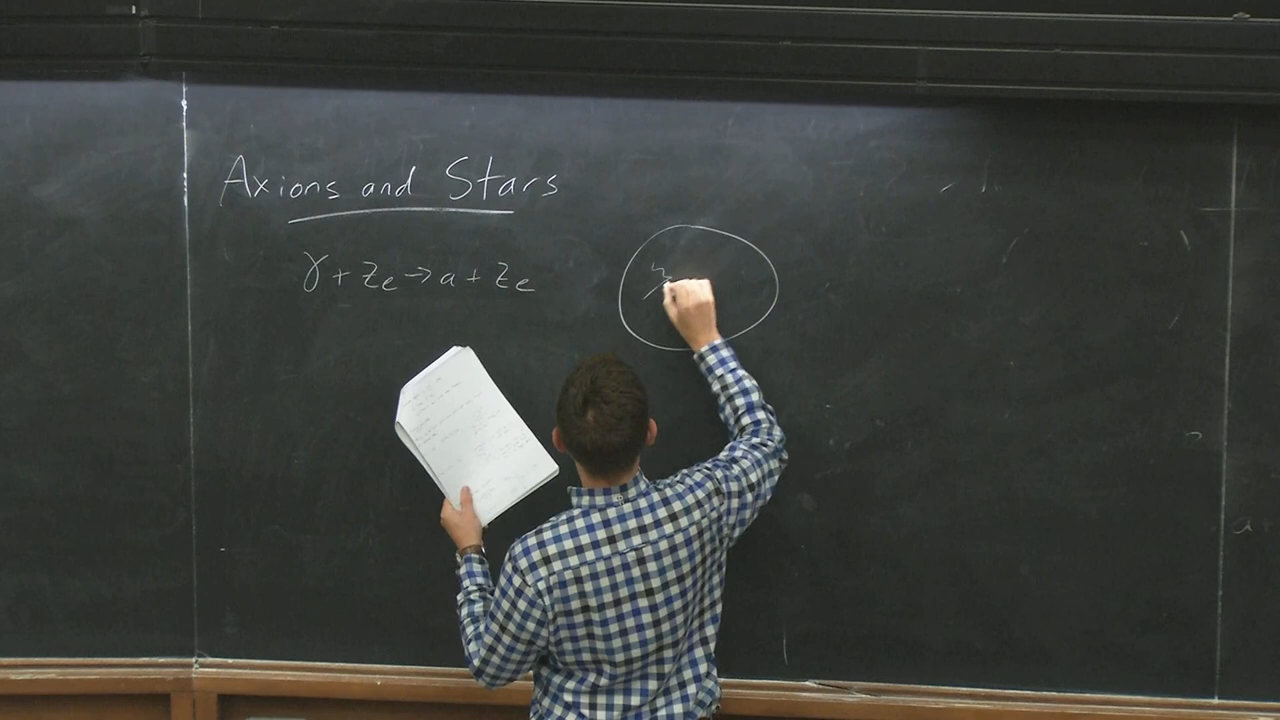 Axions and Stars
γ + Ze → a + Ze